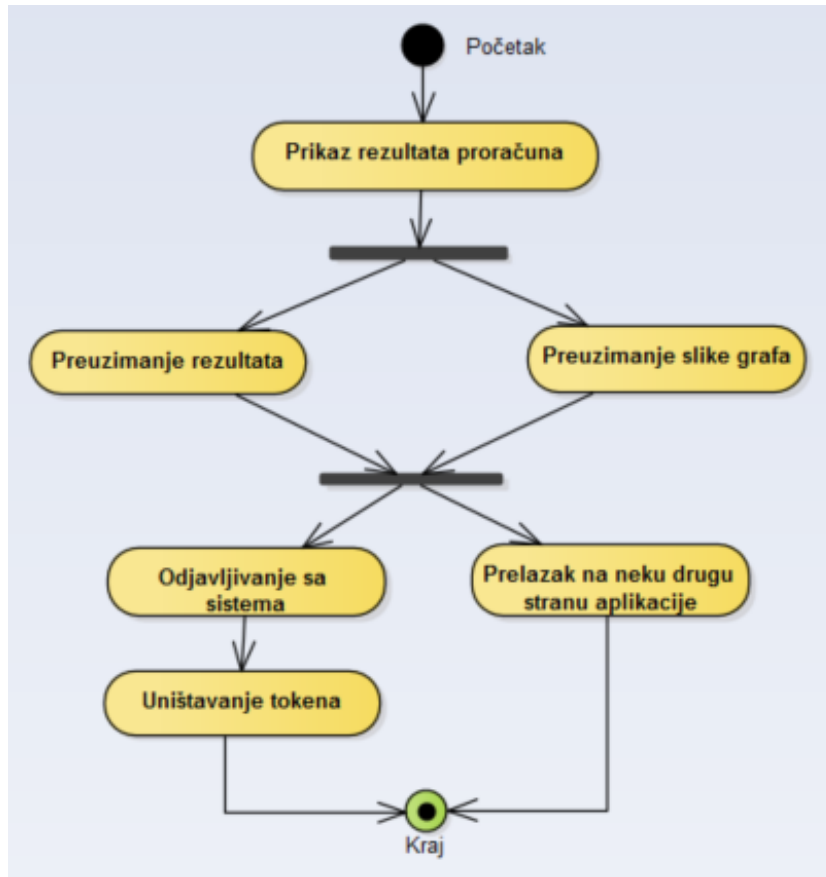 Početak
Prikaz rezultata proračuna
Preuzimanje rezultata
Preuzimanje slike grafa
Odjavljivanje sa
sistema
Prelazak na neku drugu
stranu aplikacije
Uništavanje tokena
Kraj